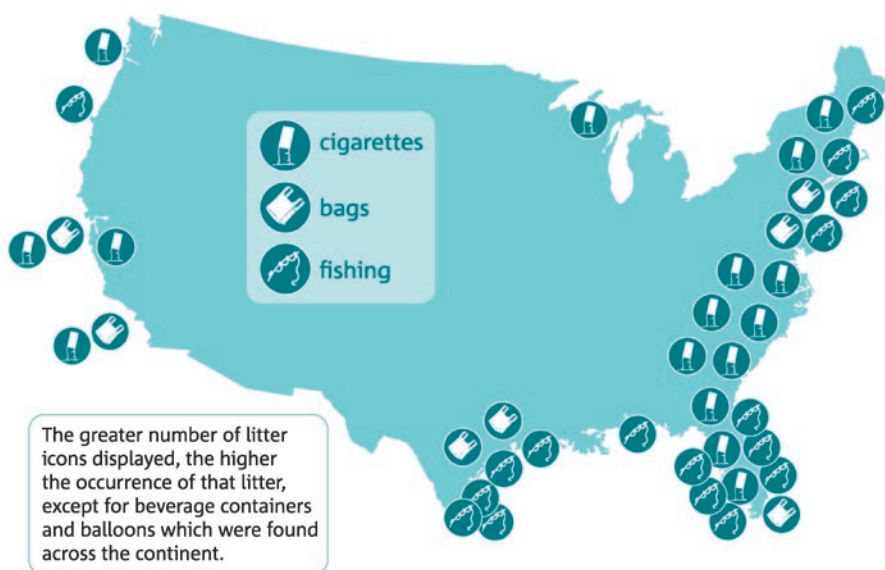 cigarettes
bags
fishing
The greater number of litter
icons displayed, the higher
the occurrence of that litter,
except for beverage containers
and balloons which were found
across the continent.